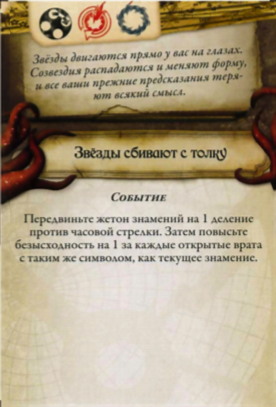 Звёзды двигаются прямо у вас на глазах.
Созвездия распадаются и меняют форму,
и все ваши прежние предсказания теря-
ют всякий смысл.
Звёзды сбивают с толку
Событие
Передвиньте жетон знамений на 1 деление
против часовой стрелки. Затем повысьте
безысходность на 1 за каждые открытые врата
с таким же символом, как текущее знамение.